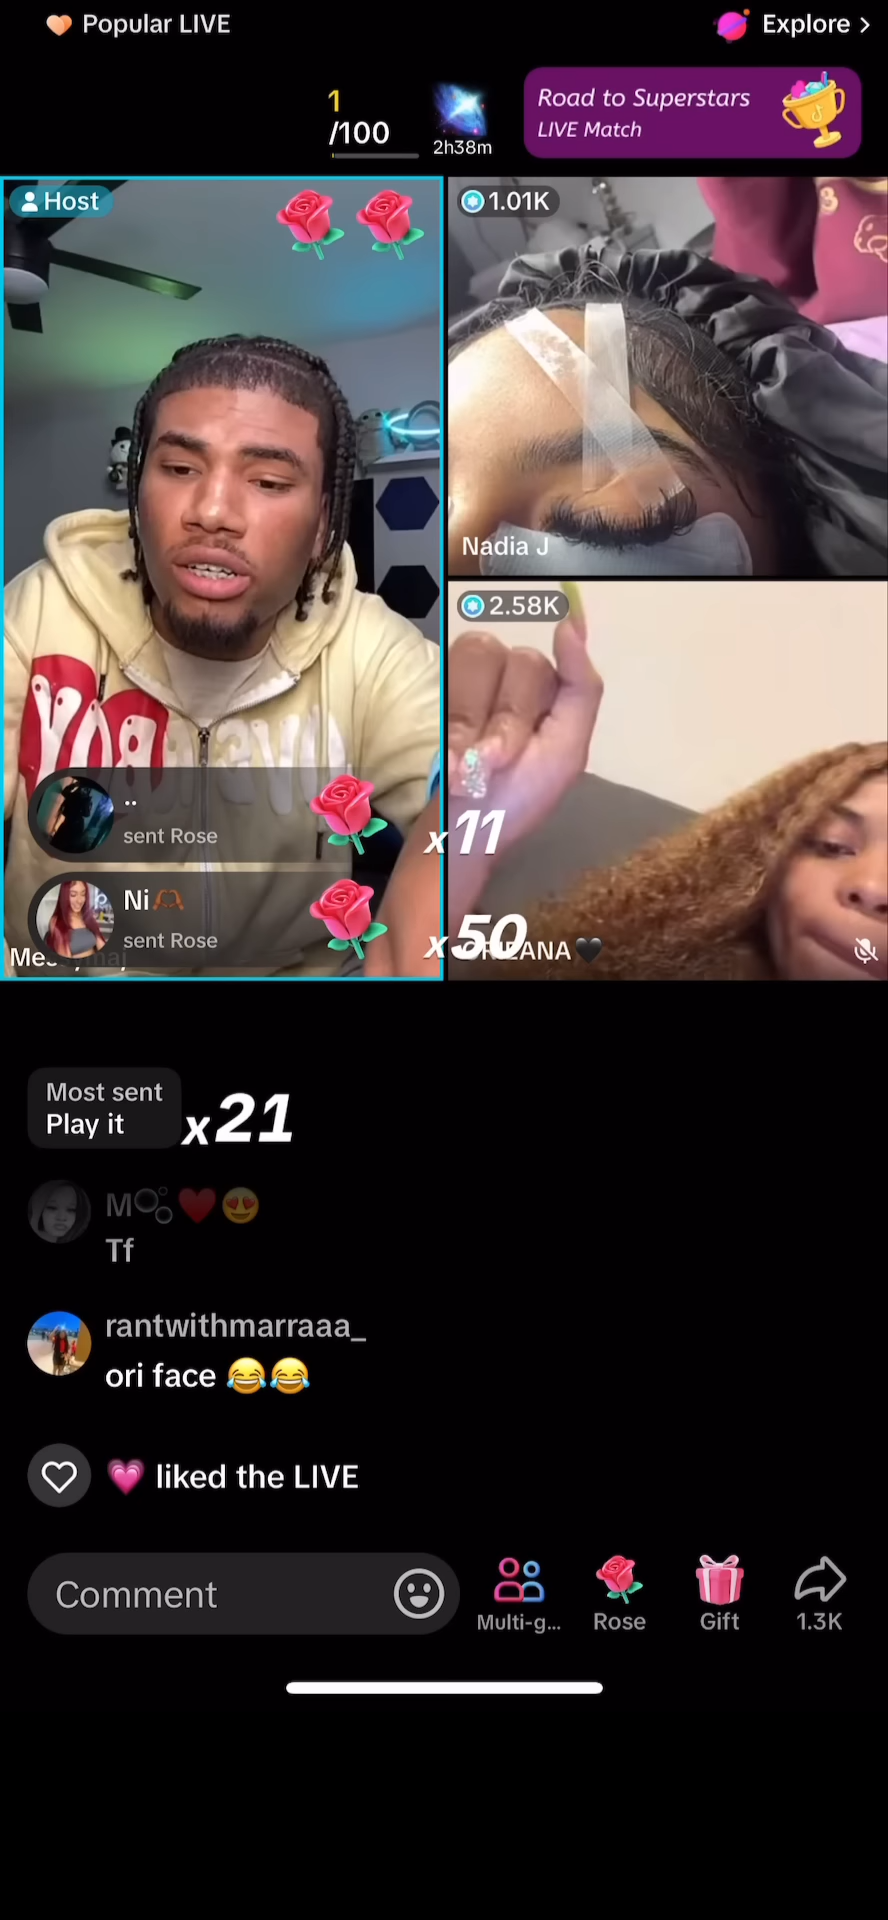 Popular LIVE
Explore >
1
/100
2h38m
Road to Superstars
LIVE Match
Host
1.01K
Nadia J
2.58K
..
sent Rose
x11
Ni
sent Rose
x50
Most sent
Play it
x21
M
Tf
rantwithmarraaa_
ori face 😂😂
💗 liked the LIVE
Comment
Multi-g...
Rose
Gift
1.3K